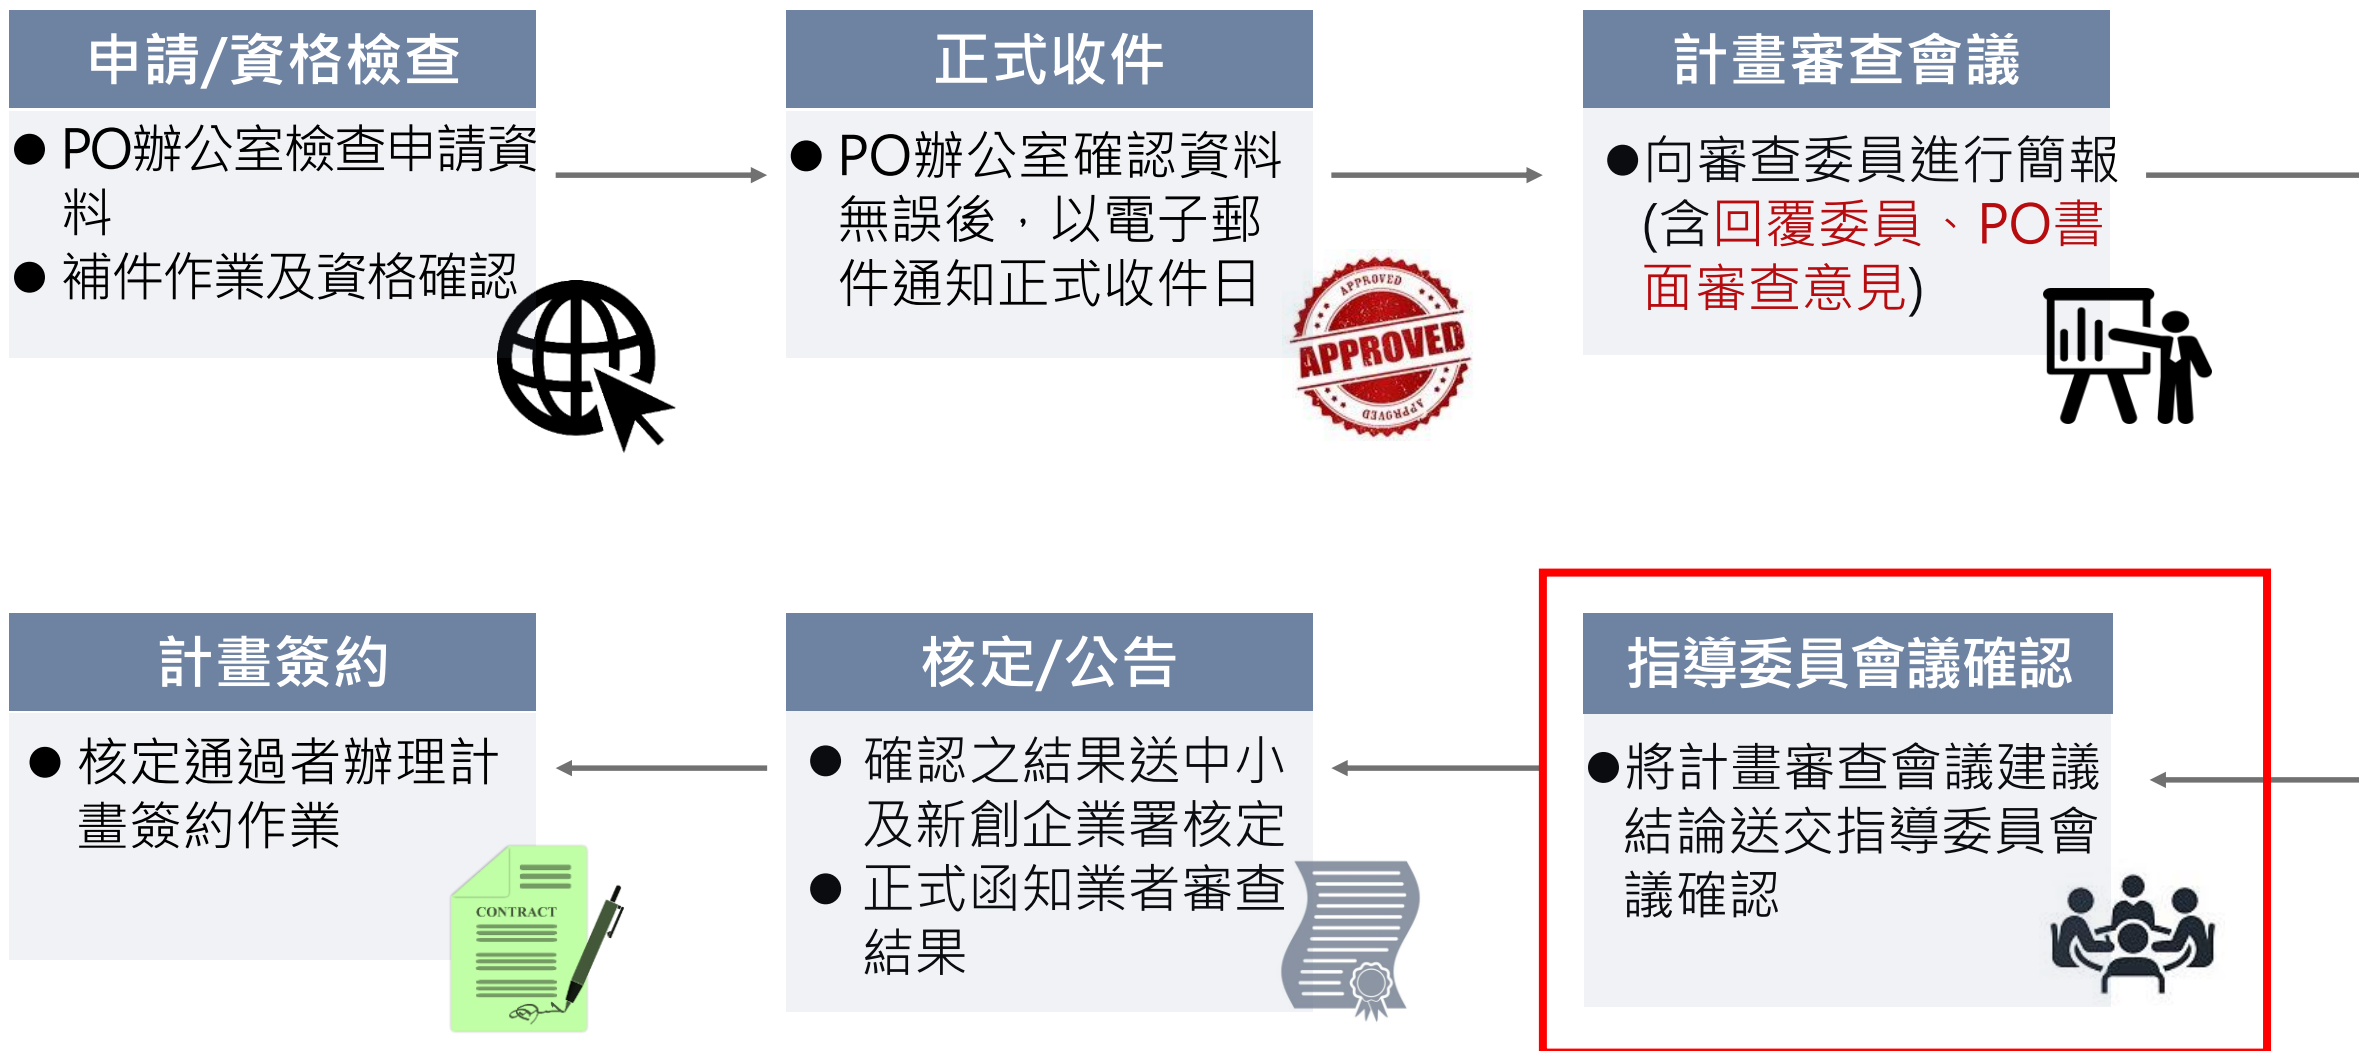 申請/資格檢查
● PO辦公室檢查申請資
料
● 補件作業及資格確認
正式收件
● PO辦公室確認資料
無誤後，以電子郵
件通知正式收件日
APPROVED
APPROVED
APPROVED
計畫審查會議
●向審查委員進行簡報
(含回覆委員、PO書
面審查意見)
指導委員會議確認
●將計畫審查會議建議
結論送交指導委員會
議確認
核定/公告
● 確認之結果送中小
及新創企業署核定
● 正式函知業者審查
結果
計畫簽約
● 核定通過者辦理計
畫簽約作業
CONTRACT